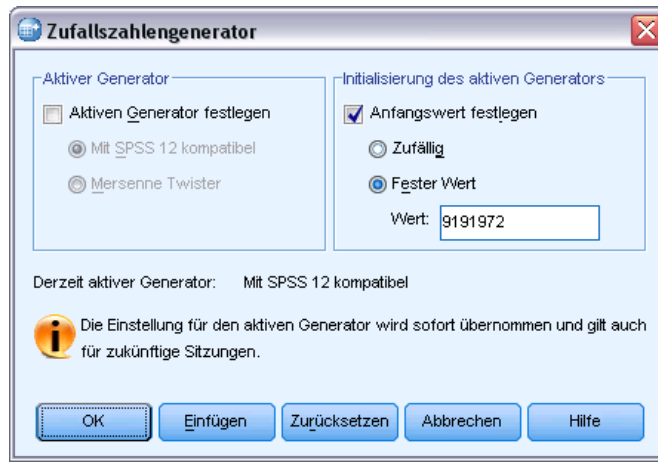 Zufallszahlengenerator
Aktiver Generator
Aktiven Generator festlegen
Mit SPSS 12 kompatibel
Mersenne Twister
Initialisierung des aktiven Generators
Anfangswert festlegen
Zufällig
Fester Wert
Wert: 9191972
Derzeit aktiver Generator: Mit SPSS 12 kompatibel
Die Einstellung für den aktiven Generator wird sofort übernommen und gilt auch
für zukünftige Sitzungen.
OK Einfügen Zurücksetzen Abbrechen Hilfe